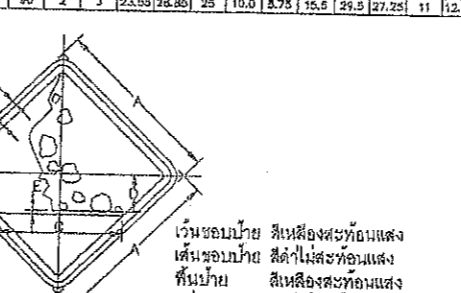 2 3 23.55 28.85 25 10.0 8.75 15.5 29.5 27.25 11
A
E D
C
A
เว้นขอบป้าย สีเหลืองสะท้อนแสง
เส้นขอบป้าย สีดำไม่สะท้อนแสง
พื้นป้าย สีเหลืองสะท้อนแสง